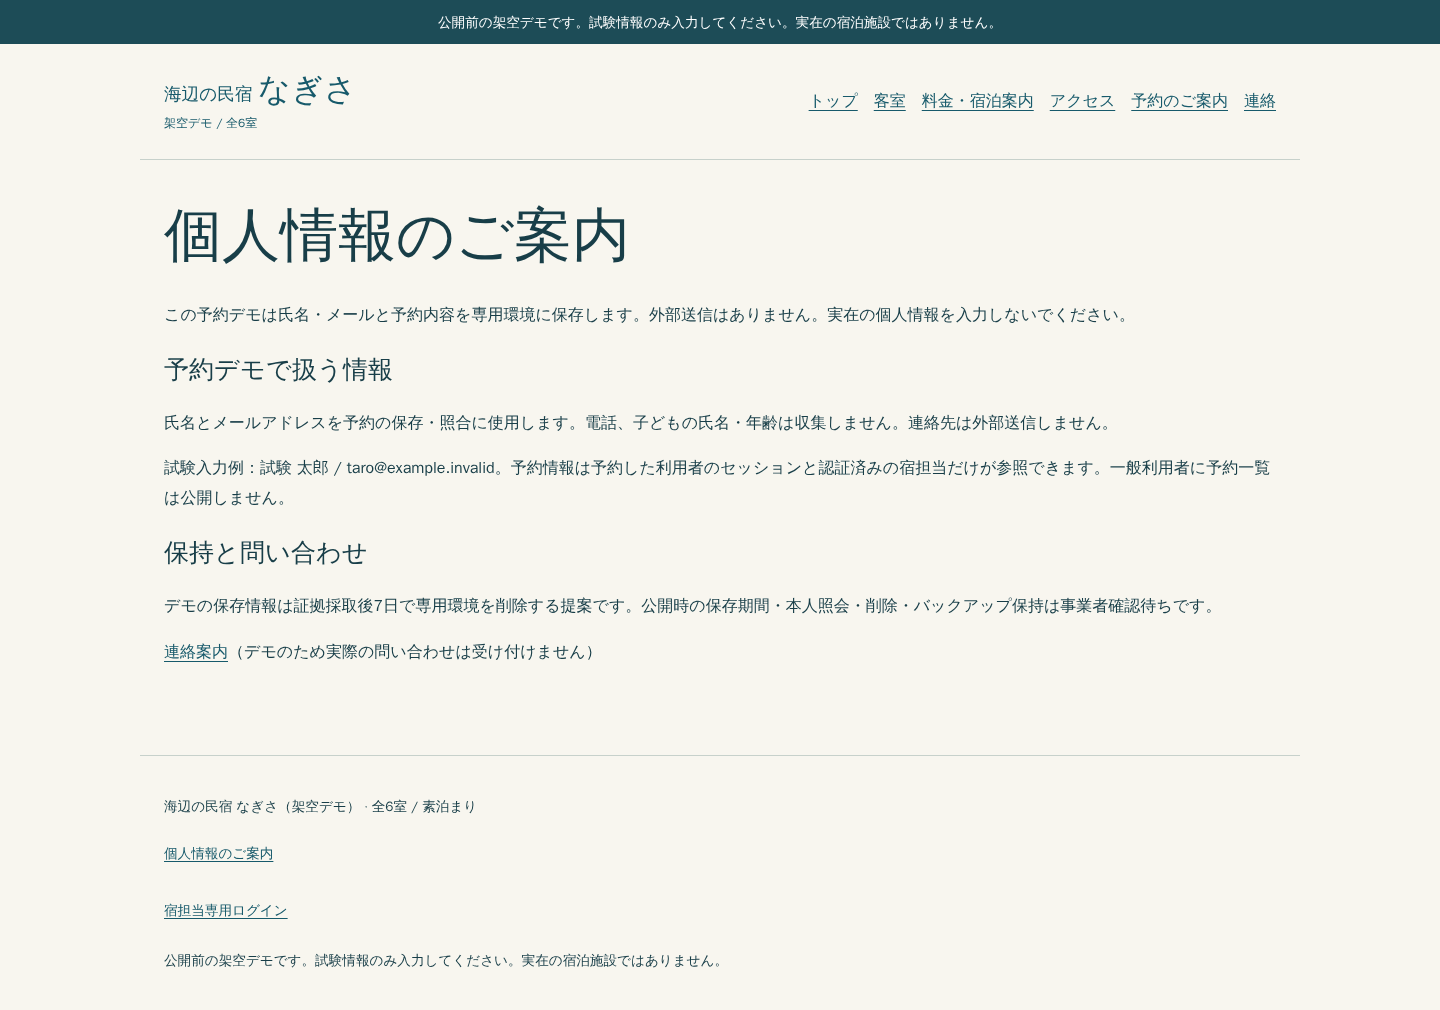 公開前の架空デモです。試験情報のみ入力してください。実在の宿泊施設ではありません。
海辺の民宿 なぎさ
架空デモ / 全6室
トップ 客室 料金・宿泊案内 アクセス 予約のご案内 連絡
個人情報のご案内
この予約デモは氏名・メールと予約内容を専用環境に保存します。外部送信はありません。実在の個人情報を入力しないでください。
予約デモで扱う情報
氏名とメールアドレスを予約の保存・照合に使用します。電話、子どもの氏名・年齢は収集しません。連絡先は外部送信しません。
試験入力例：試験 太郎 / taro@example.invalid。予約情報は予約した利用者のセッションと認証済みの宿担当だけが参照できます。一般利用者に予約一覧
は公開しません。
保持と問い合わせ
デモの保存情報は証拠採取後7日で専用環境を削除する提案です。公開時の保存期間・本人照会・削除・バックアップ保持は事業者確認待ちです。
連絡案内（デモのため実際の問い合わせは受け付けません）
海辺の民宿 なぎさ（架空デモ） · 全6室 / 素泊まり
個人情報のご案内
宿担当専用ログイン
公開前の架空デモです。試験情報のみ入力してください。実在の宿泊施設ではありません。